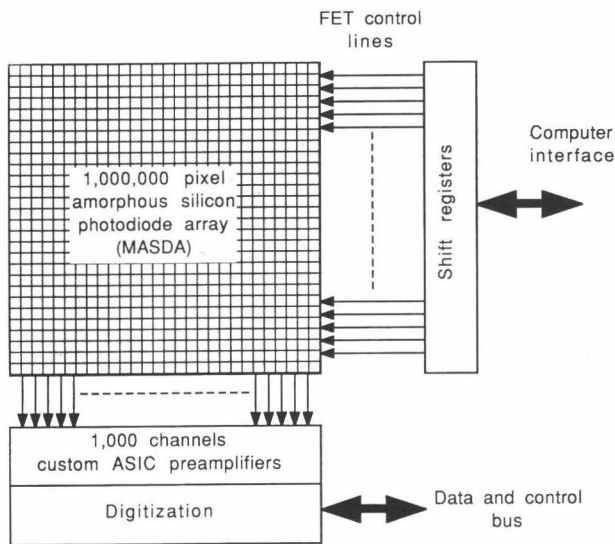 FET control
lines
1,000,000 pixel
amorphous silicon
photodiode array
(MASDA)
Shift registers
Computer
interface
1,000 channels
custom ASIC preamplifiers
Digitization
Data and control
bus